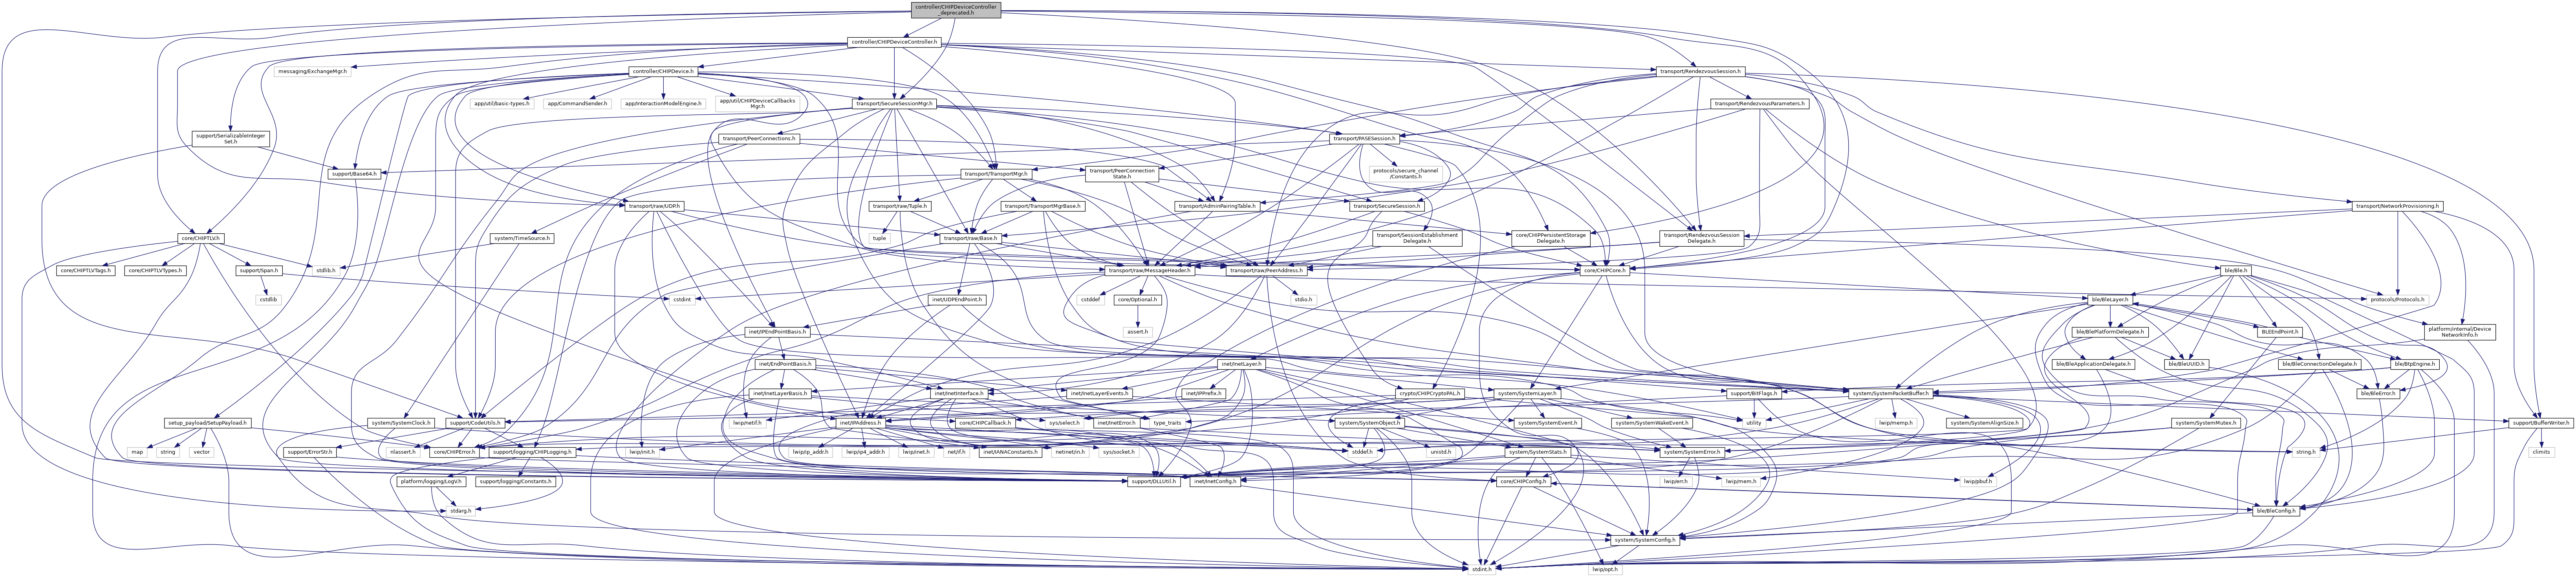 controller/CHIPDeviceController
_deprecated.h
controller/CHIPDeviceController.h
messaging/ExchangeMgr.h
controller/CHIPDevice.h
transport/RendezvousSession.h
app/util/basic-types.h
app/CommandSender.h
app/InteractionModelEngine.h
app/util/CHIPDeviceCallbacks
Mgr.h
transport/SecureSessionMgr.h
transport/RendezvousParameters.h
support/SerializableInteger
Set.h
transport/PeerConnections.h
transport/PASESession.h
support/Base64.h
transport/TransportMgr.h
transport/PeerConnection
State.h
protocols/secure_channel
/Constants.h
transport/raw/UDP.h
transport/raw/Tuple.h
transport/TransportMgrBase.h
transport/AdminPairingTable.h
transport/SecureSession.h
transport/NetworkProvisioning.h
core/CHIPTLV.h
system/TimeSource.h
tuple
transport/raw/Base.h
transport/SessionEstablishment
Delegate.h
core/CHIPPersistentStorage
Delegate.h
transport/RendezvousSession
Delegate.h
core/CHIPTLVTags.h
core/CHIPTLVTypes.h
support/Span.h
stdlib.h
transport/raw/MessageHeader.h
transport/raw/PeerAddress.h
core/CHIPCore.h
ble/Ble.h
cstdlib
cstdint
inet/UDPEndPoint.h
cstddef
core/Optional.h
stdio.h
ble/BleLayer.h
protocols/Protocols.h
inet/IPEndPointBasis.h
assert.h
ble/BlePlatformDelegate.h
BLEEndPoint.h
platform/internal/Device
NetworkInfo.h
inet/EndPointBasis.h
inet/InetLayer.h
ble/BleApplicationDelegate.h
ble/BleUUID.h
ble/BleConnectionDelegate.h
ble/BtpEngine.h
inet/InetLayerBasis.h
inet/InetInterface.h
inet/InetLayerEvents.h
inet/IPPrefix.h
crypto/CHIPCryptoPAL.h
system/SystemLayer.h
support/BitFlags.h
system/SystemPacketBuffer.h
ble/BleError.h
setup_payload/SetupPayload.h
system/SystemClock.h
support/CodeUtils.h
lwip/netif.h
inet/IPAddress.h
core/CHIPCallback.h
sys/select.h
inet/InetError.h
type_traits
system/SystemObject.h
system/SystemEvent.h
system/SystemWakeEvent.h
utility
lwip/memp.h
system/SystemAlignSize.h
system/SystemMutex.h
support/BufferWriter.h
map
string
vector
support/ErrorStr.h
nlassert.h
core/CHIPError.h
support/logging/CHIPLogging.h
lwip/init.h
lwip/ip_addr.h
lwip/ip4_addr.h
lwip/inet.h
net/if.h
inet/IANAConstants.h
netinet/in.h
sys/socket.h
stddef.h
unistd.h
system/SystemStats.h
system/SystemError.h
string.h
climits
platform/logging/LogV.h
support/logging/Constants.h
support/DLLUtil.h
inet/InetConfig.h
core/CHIPConfig.h
lwip/err.h
lwip/mem.h
lwip/pbuf.h
stdarg.h
ble/BleConfig.h
system/SystemConfig.h
stdint.h
lwip/opt.h